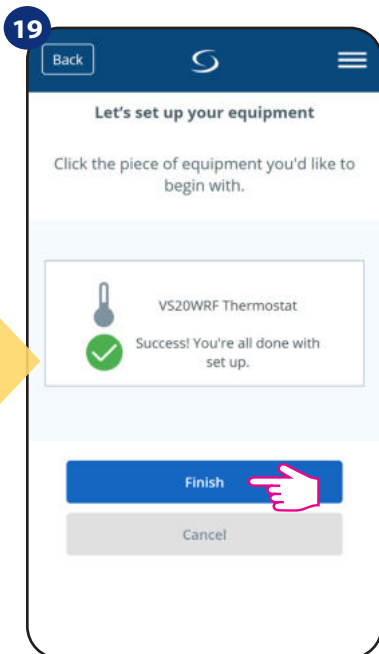 19
Back
Let's set up your equipment
Click the piece of equipment you'd like to
begin with.
VS20WRF Thermostat
Success! You're all done with
set up.
Finish
Cancel